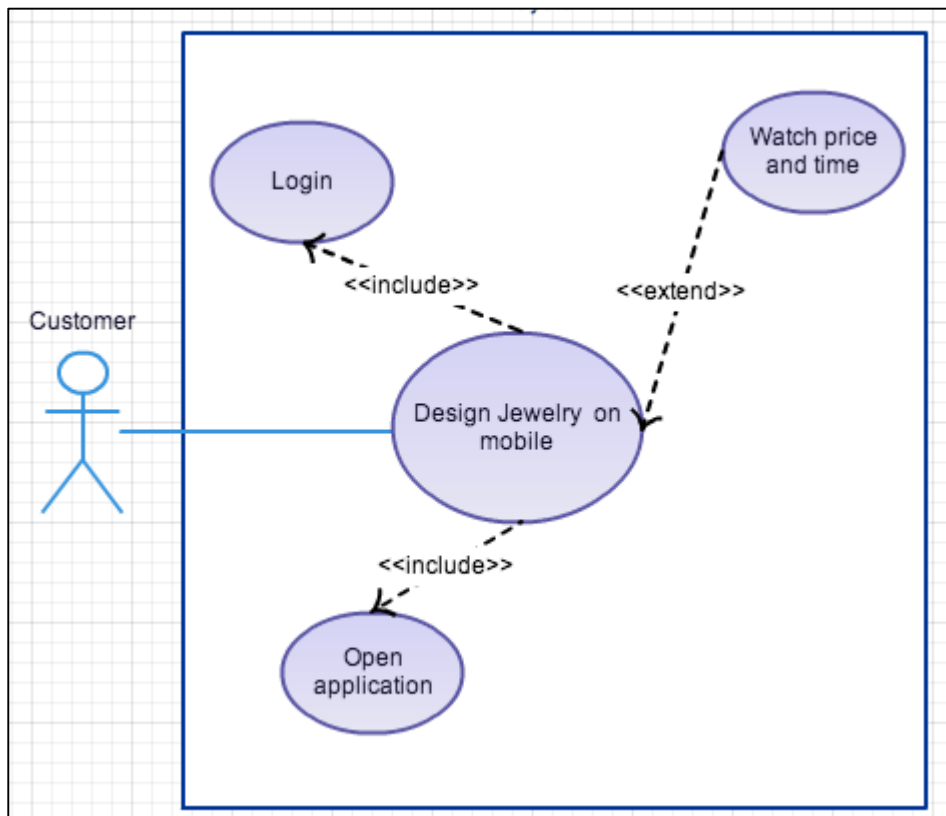 Watch price
and time
Login
<<include>>
<<extend>>
Customer
Design Jewelry on
mobile
<<include>>
Open
application